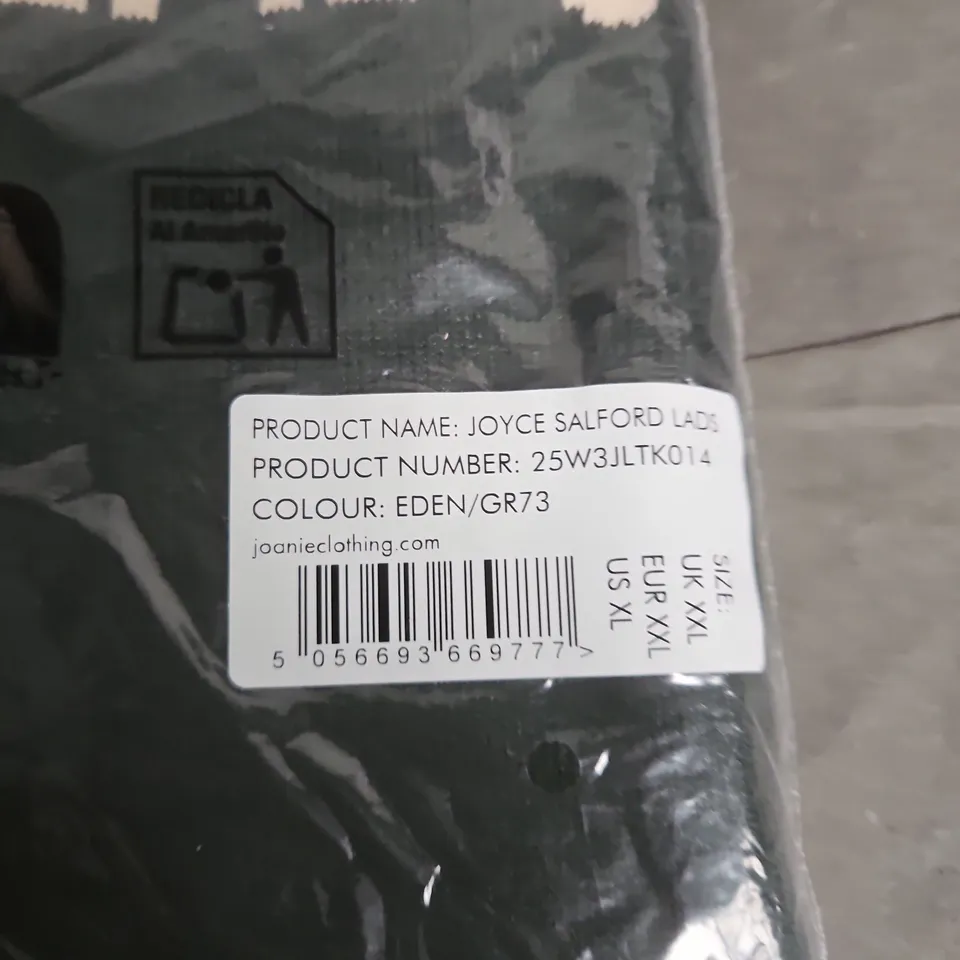 RECICLA
Al Amarillo
PRODUCT NAME: JOYCE SALFORD LADS
PRODUCT NUMBER: 25W3JLTK014
COLOUR: EDEN/GR73
joanieclothing.com
SIZE:
UK XXL
EUR XXL
US XL
5 056693 669777 >